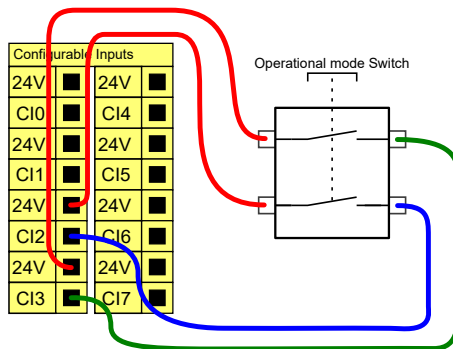 Configurable Inputs
Operational mode Switch
24V 24V
CI0 CI4
24V 24V
CI1 CI5
24V 24V
CI2 CI6
24V 24V
CI3 CI7